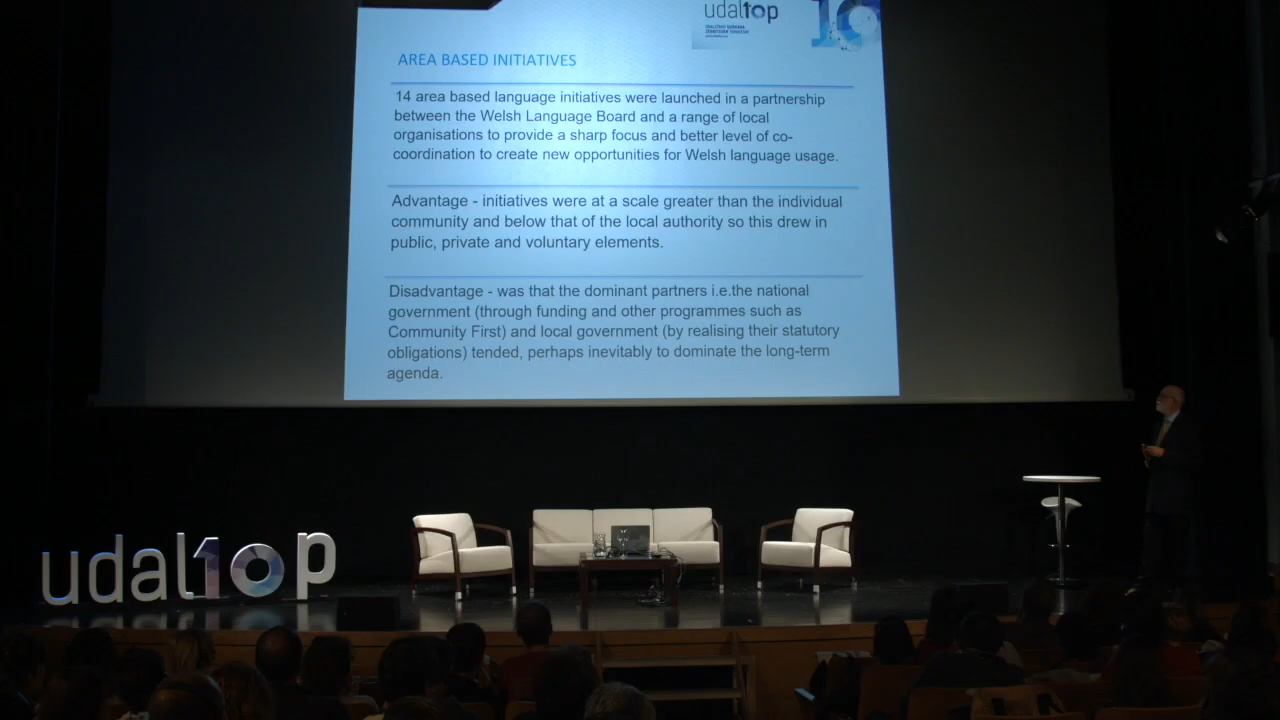 udal1op
10
AREA BASED INITIATIVES
14 area based language initiatives were launched in a partnership
between the Welsh Language Board and a range of local
organisations to provide a sharp focus and better level of co-
coordination to create new opportunities for Welsh language usage.
Advantage - initiatives were at a scale greater than the individual
community and below that of the local authority so this drew in
public, private and voluntary elements.
Disadvantage - was that the dominant partners i.e.the national
government (through funding and other programmes such as
Community First) and local government (by realising their statutory
obligations) tended, perhaps inevitably to dominate the long-term
agenda.
udal1op